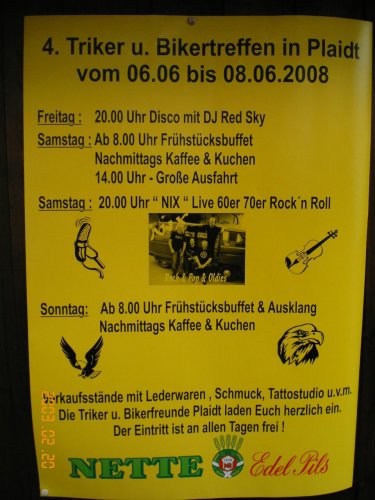 4. Triker u. Bikertreffen in Plaidt
vom 06.06 bis 08.06.2008
Freitag : 20.00 Uhr Disco mit DJ Red Sky
Samstag : Ab 8.00 Uhr Frühstücksbuffet
Nachmittags Kaffee & Kuchen
14.00 Uhr - Große Ausfahrt
Samstag : 20.00 Uhr “ NIX “ Live 60er 70er Rock´n Roll
Rock & Pop & Oldies
Sonntag: Ab 8.00 Uhr Frühstücksbuffet & Ausklang
Nachmittags Kaffee & Kuchen
Verkaufsstände mit Lederwaren , Schmuck, Tattostudio u.v.m.
Die Triker u. Bikerfreunde Plaidt laden Euch herzlich ein.
Der Eintritt ist an allen Tagen frei !
NETTE Edel Pils